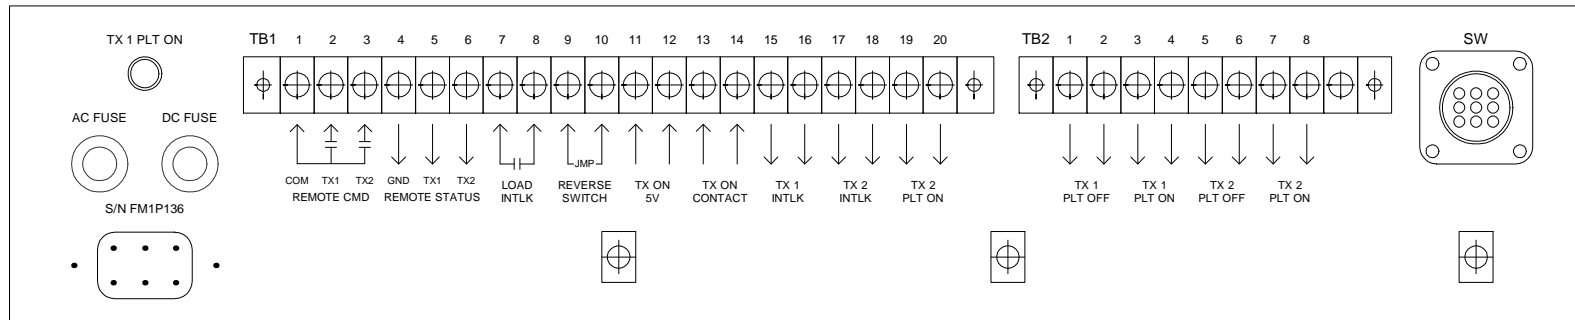 TX 1 PLT ON
TB1 1 2 3 4 5 6 7 8 9 10 11 12 13 14 15 16 17 18 19 20
TB2 1 2 3 4 5 6 7 8
SW
AC FUSE DC FUSE
COM TX1 TX2
REMOTE CMD
GND TX1 TX2
REMOTE STATUS
LOAD
INTLK
JMP
REVERSE
SWITCH
TX ON
5V
TX ON
CONTACT
TX 1
INTLK
TX 2
INTLK
TX 2
PLT ON
TX 1
PLT OFF
TX 1
PLT ON
TX 2
PLT OFF
TX 2
PLT ON
S/N FM1P136